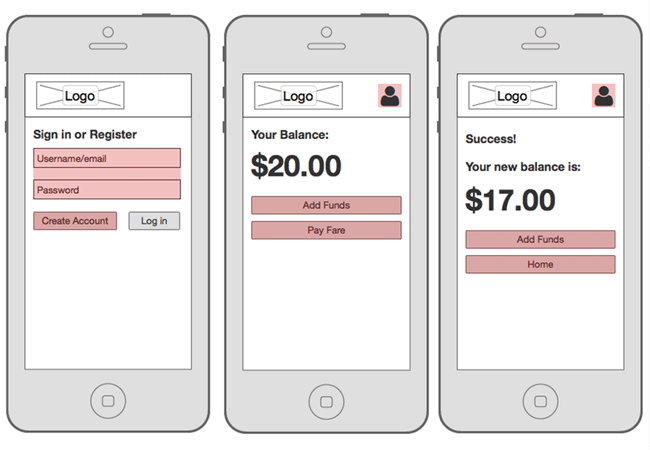 Logo
Sign in or Register
Username/email
Password
Create Account
Log in
Logo
Your Balance:
$20.00
Add Funds
Pay Fare
Logo
Success!
Your new balance is:
$17.00
Add Funds
Home